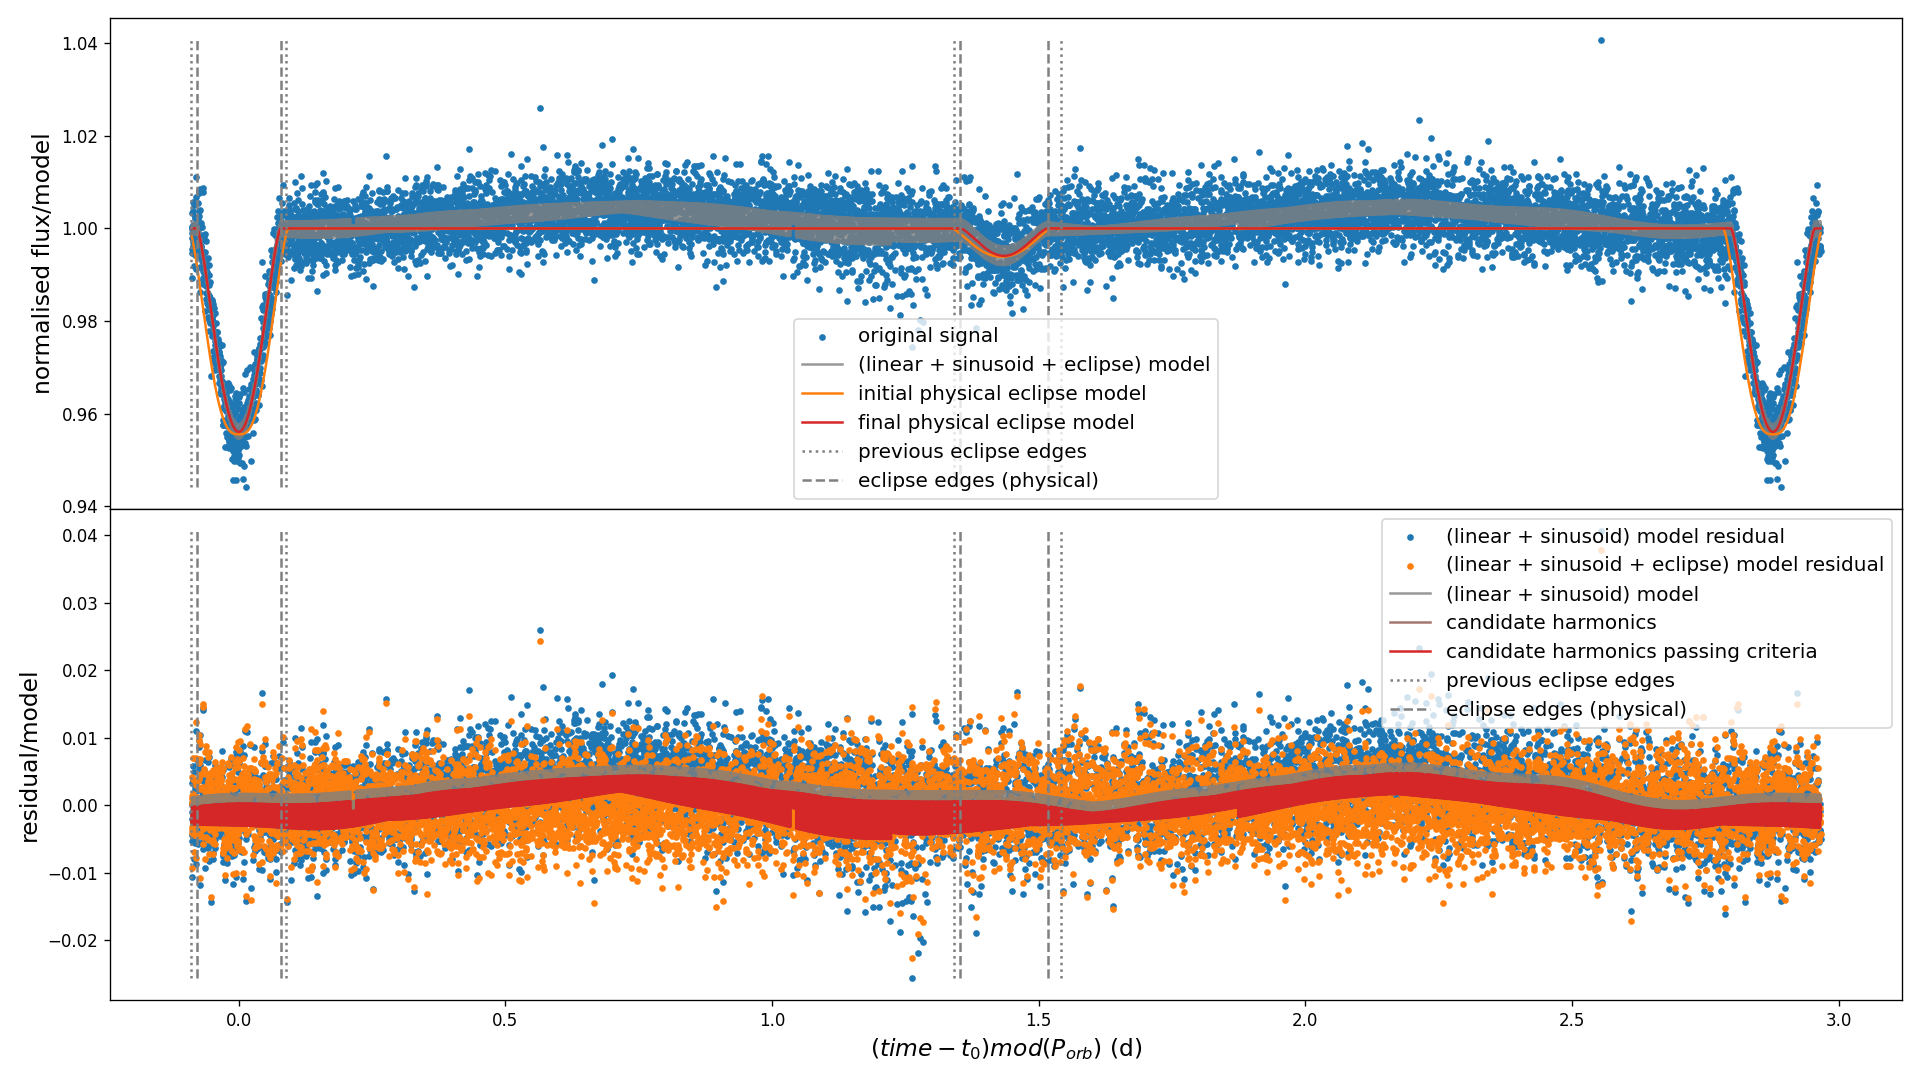 1.04
1.02
1.00
0.98
0.96
0.94
normalised flux/model
original signal
(linear + sinusoid + eclipse) model
initial physical eclipse model
final physical eclipse model
previous eclipse edges
eclipse edges (physical)
0.04
0.03
0.02
0.01
0.00
−0.01
−0.02
residual/model
(linear + sinusoid) model residual
(linear + sinusoid + eclipse) model residual
(linear + sinusoid) model
candidate harmonics
candidate harmonics passing criteria
previous eclipse edges
eclipse edges (physical)
0.0 0.5 1.0 1.5 2.0 2.5 3.0
(time − t₀)mod(P_orb) (d)